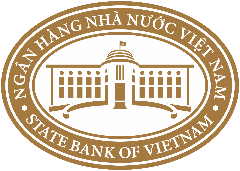 NGÂN HÀNG NHÀ NƯỚC VIỆT NAM
STATE BANK OF VIETNAM